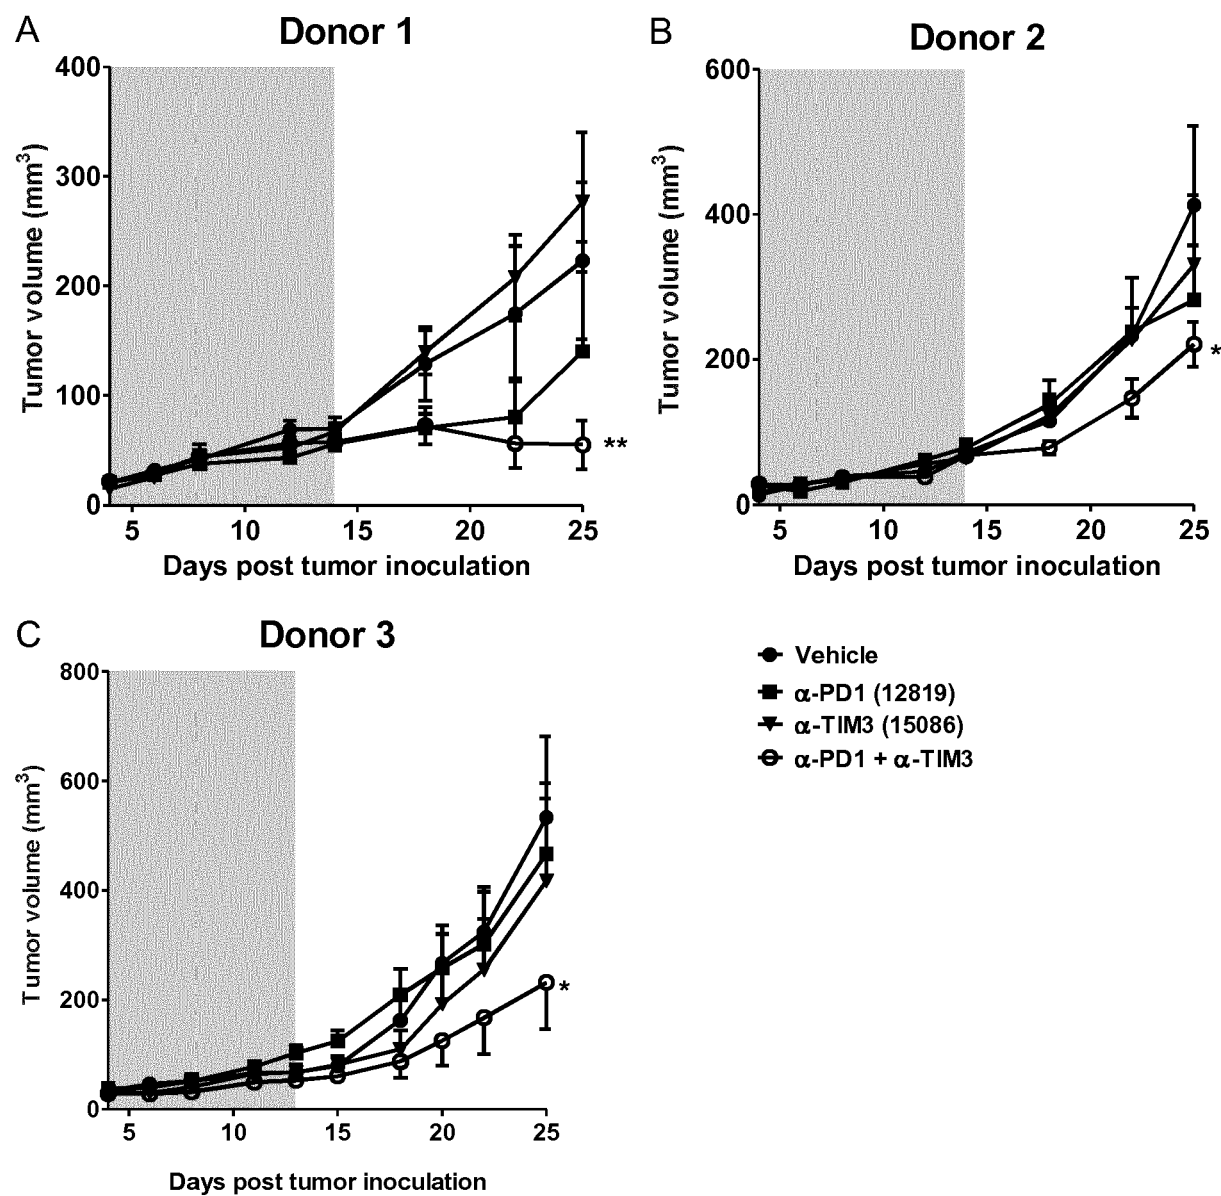 A
Donor 1
400
300
200
100
0
Tumor volume (mm³)
**
5 10 15 20 25
Days post tumor inoculation
B
Donor 2
600
400
200
0
Tumor volume (mm³)
*
5 10 15 20 25
Days post tumor inoculation
C
Donor 3
800
600
400
200
0
Tumor volume (mm³)
*
5 10 15 20 25
Days post tumor inoculation
Vehicle
α-PD1 (12819)
α-TIM3 (15086)
α-PD1 + α-TIM3